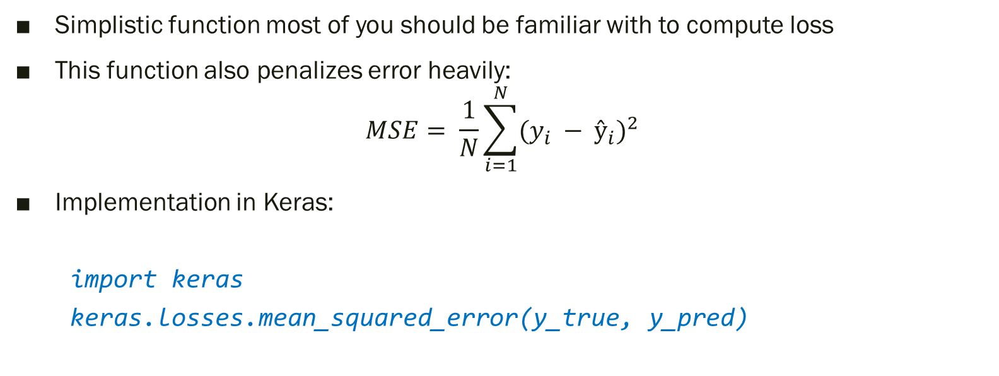 ■ Simplistic function most of you should be familiar with to compute loss
■ This function also penalizes error heavily:
$MSE = \frac{1}{N} \sum_{i=1}^{N} (y_i - \hat{y}_i)^2$
■ Implementation in Keras:
import keras
keras.losses.mean_squared_error(y_true, y_pred)